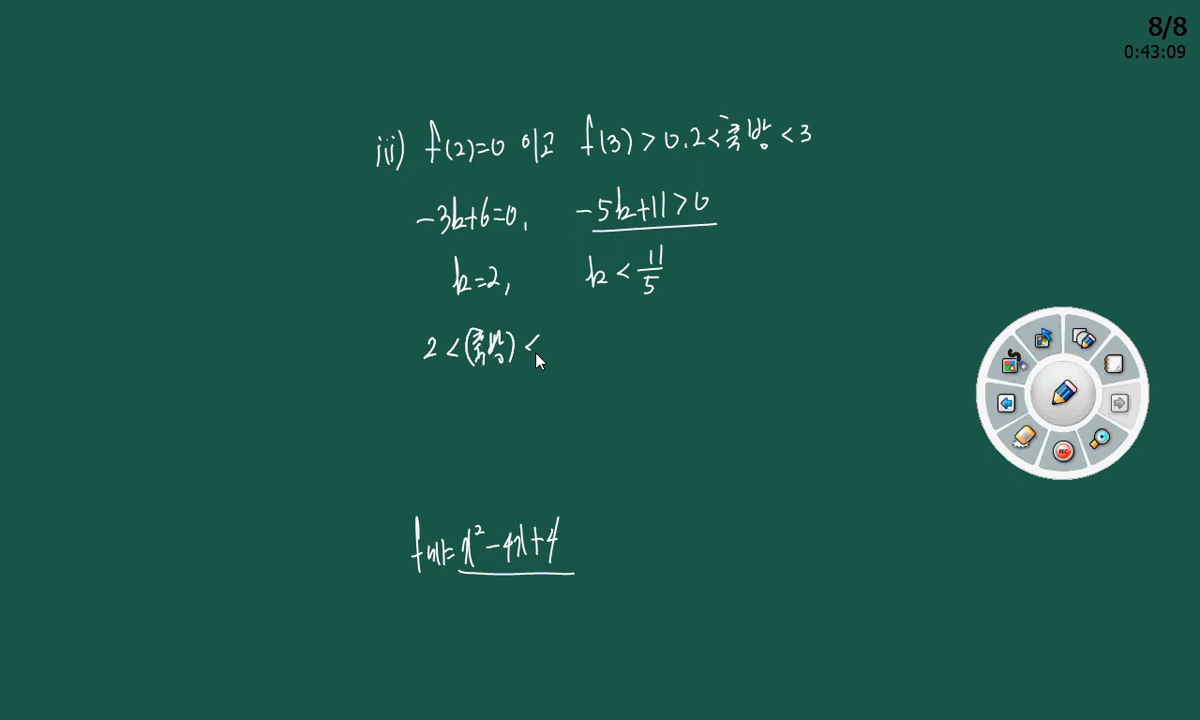 8/8
0:43:09
iii) f(2)=0 이고 f(3)>0. 2<축방<3
-3k+6=0, -5k+11>0
k=2, k<11/5
2<(축방)<
f(x)=x²-4x+4
REC